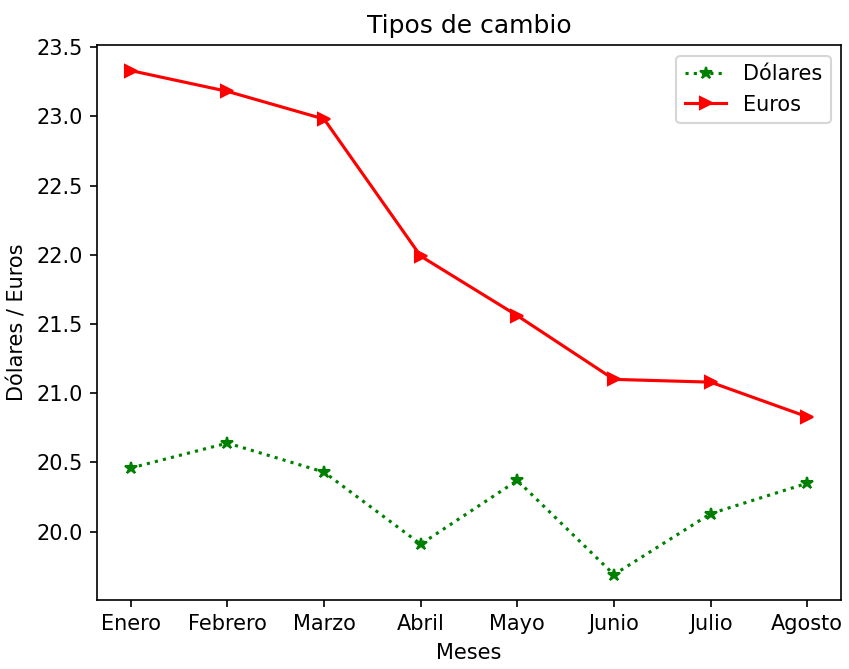 Tipos de cambio
Dólares
Euros
23.5
23.0
22.5
22.0
21.5
21.0
20.5
20.0
Dólares / Euros
Enero Febrero Marzo Abril Mayo Junio Julio Agosto
Meses